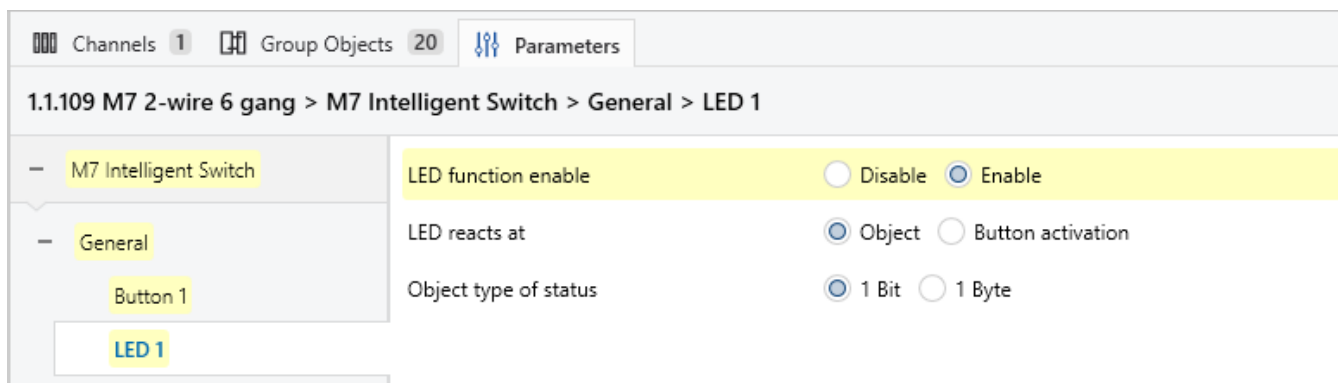 Channels 1 Group Objects 20 Parameters
1.1.109 M7 2-wire 6 gang > M7 Intelligent Switch > General > LED 1
M7 Intelligent Switch
General
Button 1
LED 1
LED function enable Disable Enable
LED reacts at Object Button activation
Object type of status 1 Bit 1 Byte